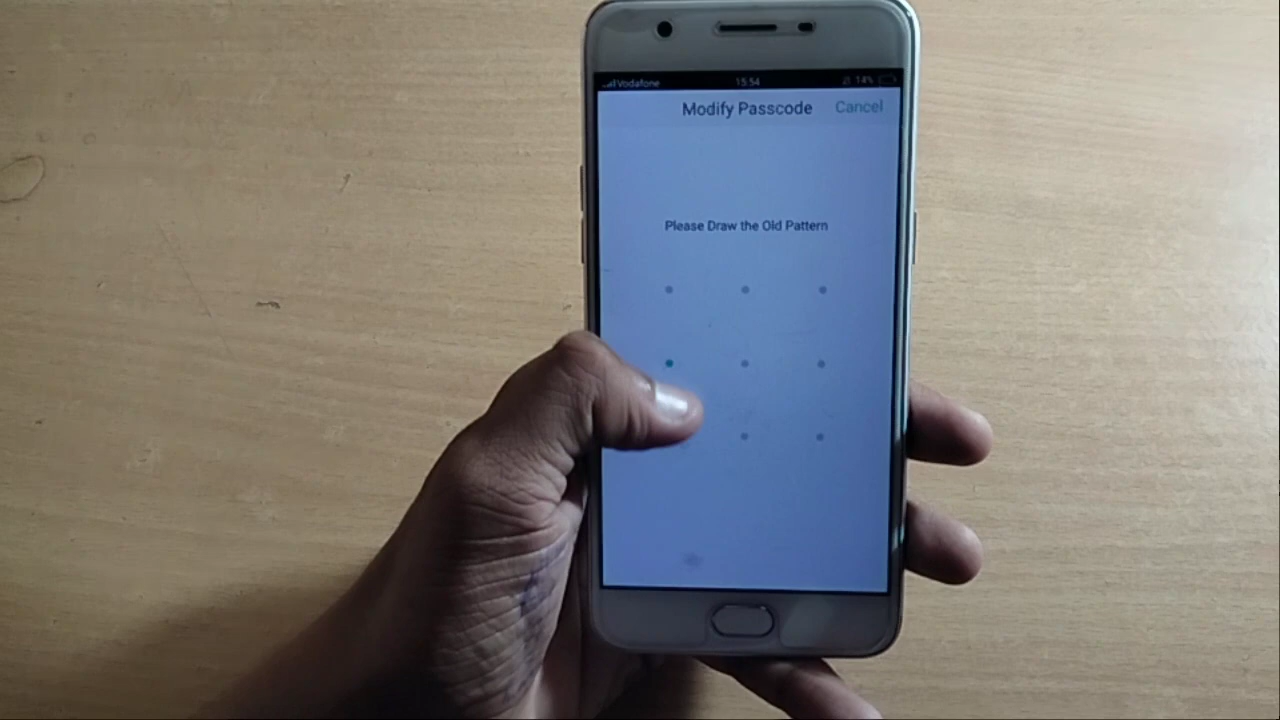 Vodafone 15:54 14%
Modify Passcode Cancel
Please Draw the Old Pattern